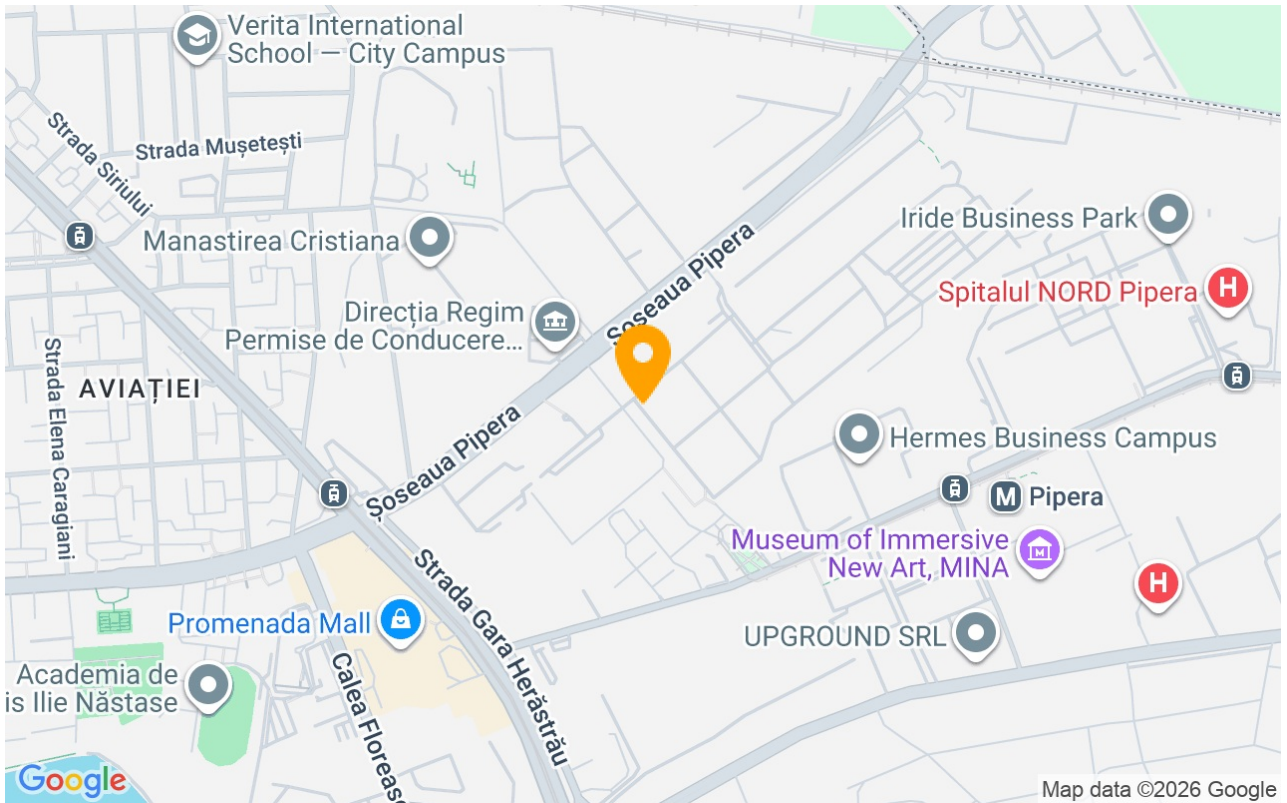 Verita International
School — City Campus
Strada Mușetești
Strada Siriului
Manastirea Cristiana
Șoseaua Pipera
Iride Business Park
Spitalul NORD Pipera
H
Direcția Regim
Permise de Conducere...
AVIAȚIEI
Strada Elena Caragiani
Șoseaua Pipera
Hermes Business Campus
M Pipera
Museum of Immersive
New Art, MINA
M
H
Strada Gara Herăstrău
Promenada Mall
UPGROUND SRL
Academia de
is Ilie Năstase
Calea Floreasc
Google
Map data ©2026 Google